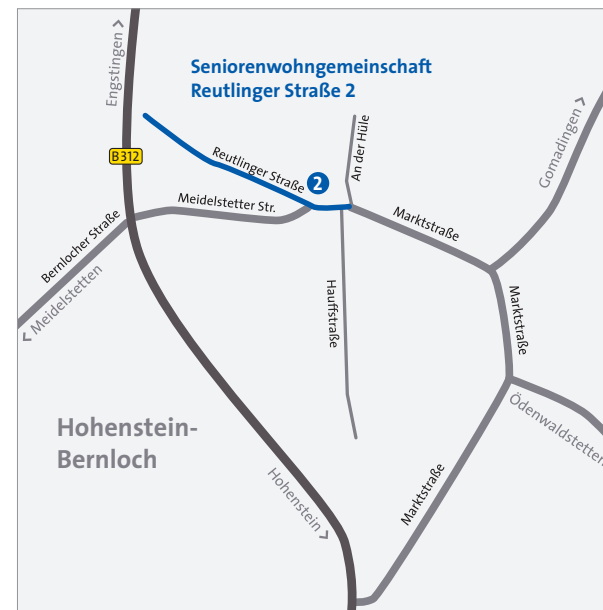 Seniorenwohngemeinschaft
Reutlinger Straße 2
Engstingen >
B312
An der Hüle
Gomadingen >
Reutlinger Straße
2
Meidelstetter Str.
Marktstraße
Bernlocher Straße
< Meidelstetten
Hauffstraße
Marktstraße
Ödenwaldstetten
Hohenstein-
Bernloch
Hohenstein >
Marktstraße